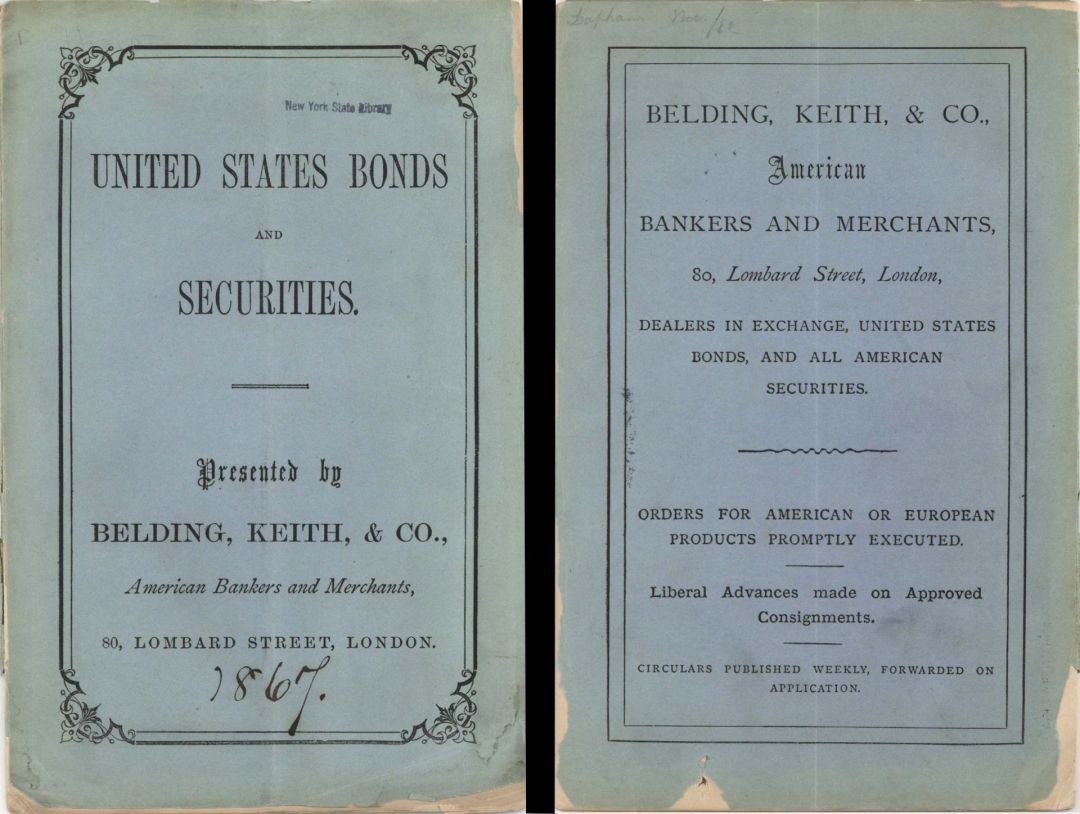 New York State Library
UNITED STATES BONDS
AND
SECURITIES.
Presented by
BELDING, KEITH, & CO.,
American Bankers and Merchants,
80, LOMBARD STREET, LONDON.
1867.
Lapham Nov. /82
BELDING, KEITH, & CO.,
American
BANKERS AND MERCHANTS,
80, Lombard Street, London,
DEALERS IN EXCHANGE, UNITED STATES
BONDS, AND ALL AMERICAN
SECURITIES.
ORDERS FOR AMERICAN OR EUROPEAN
PRODUCTS PROMPTLY EXECUTED.
Liberal Advances made on Approved
Consignments.
CIRCULARS PUBLISHED WEEKLY, FORWARDED ON
APPLICATION.